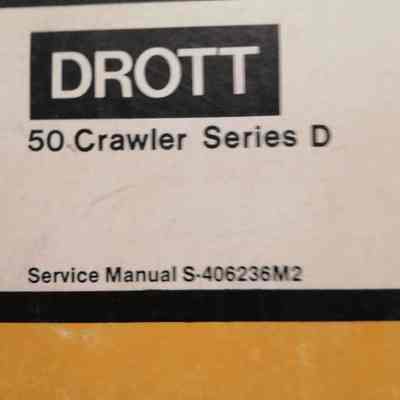 DROTT
50 Crawler Series D
Service Manual S-406236M2